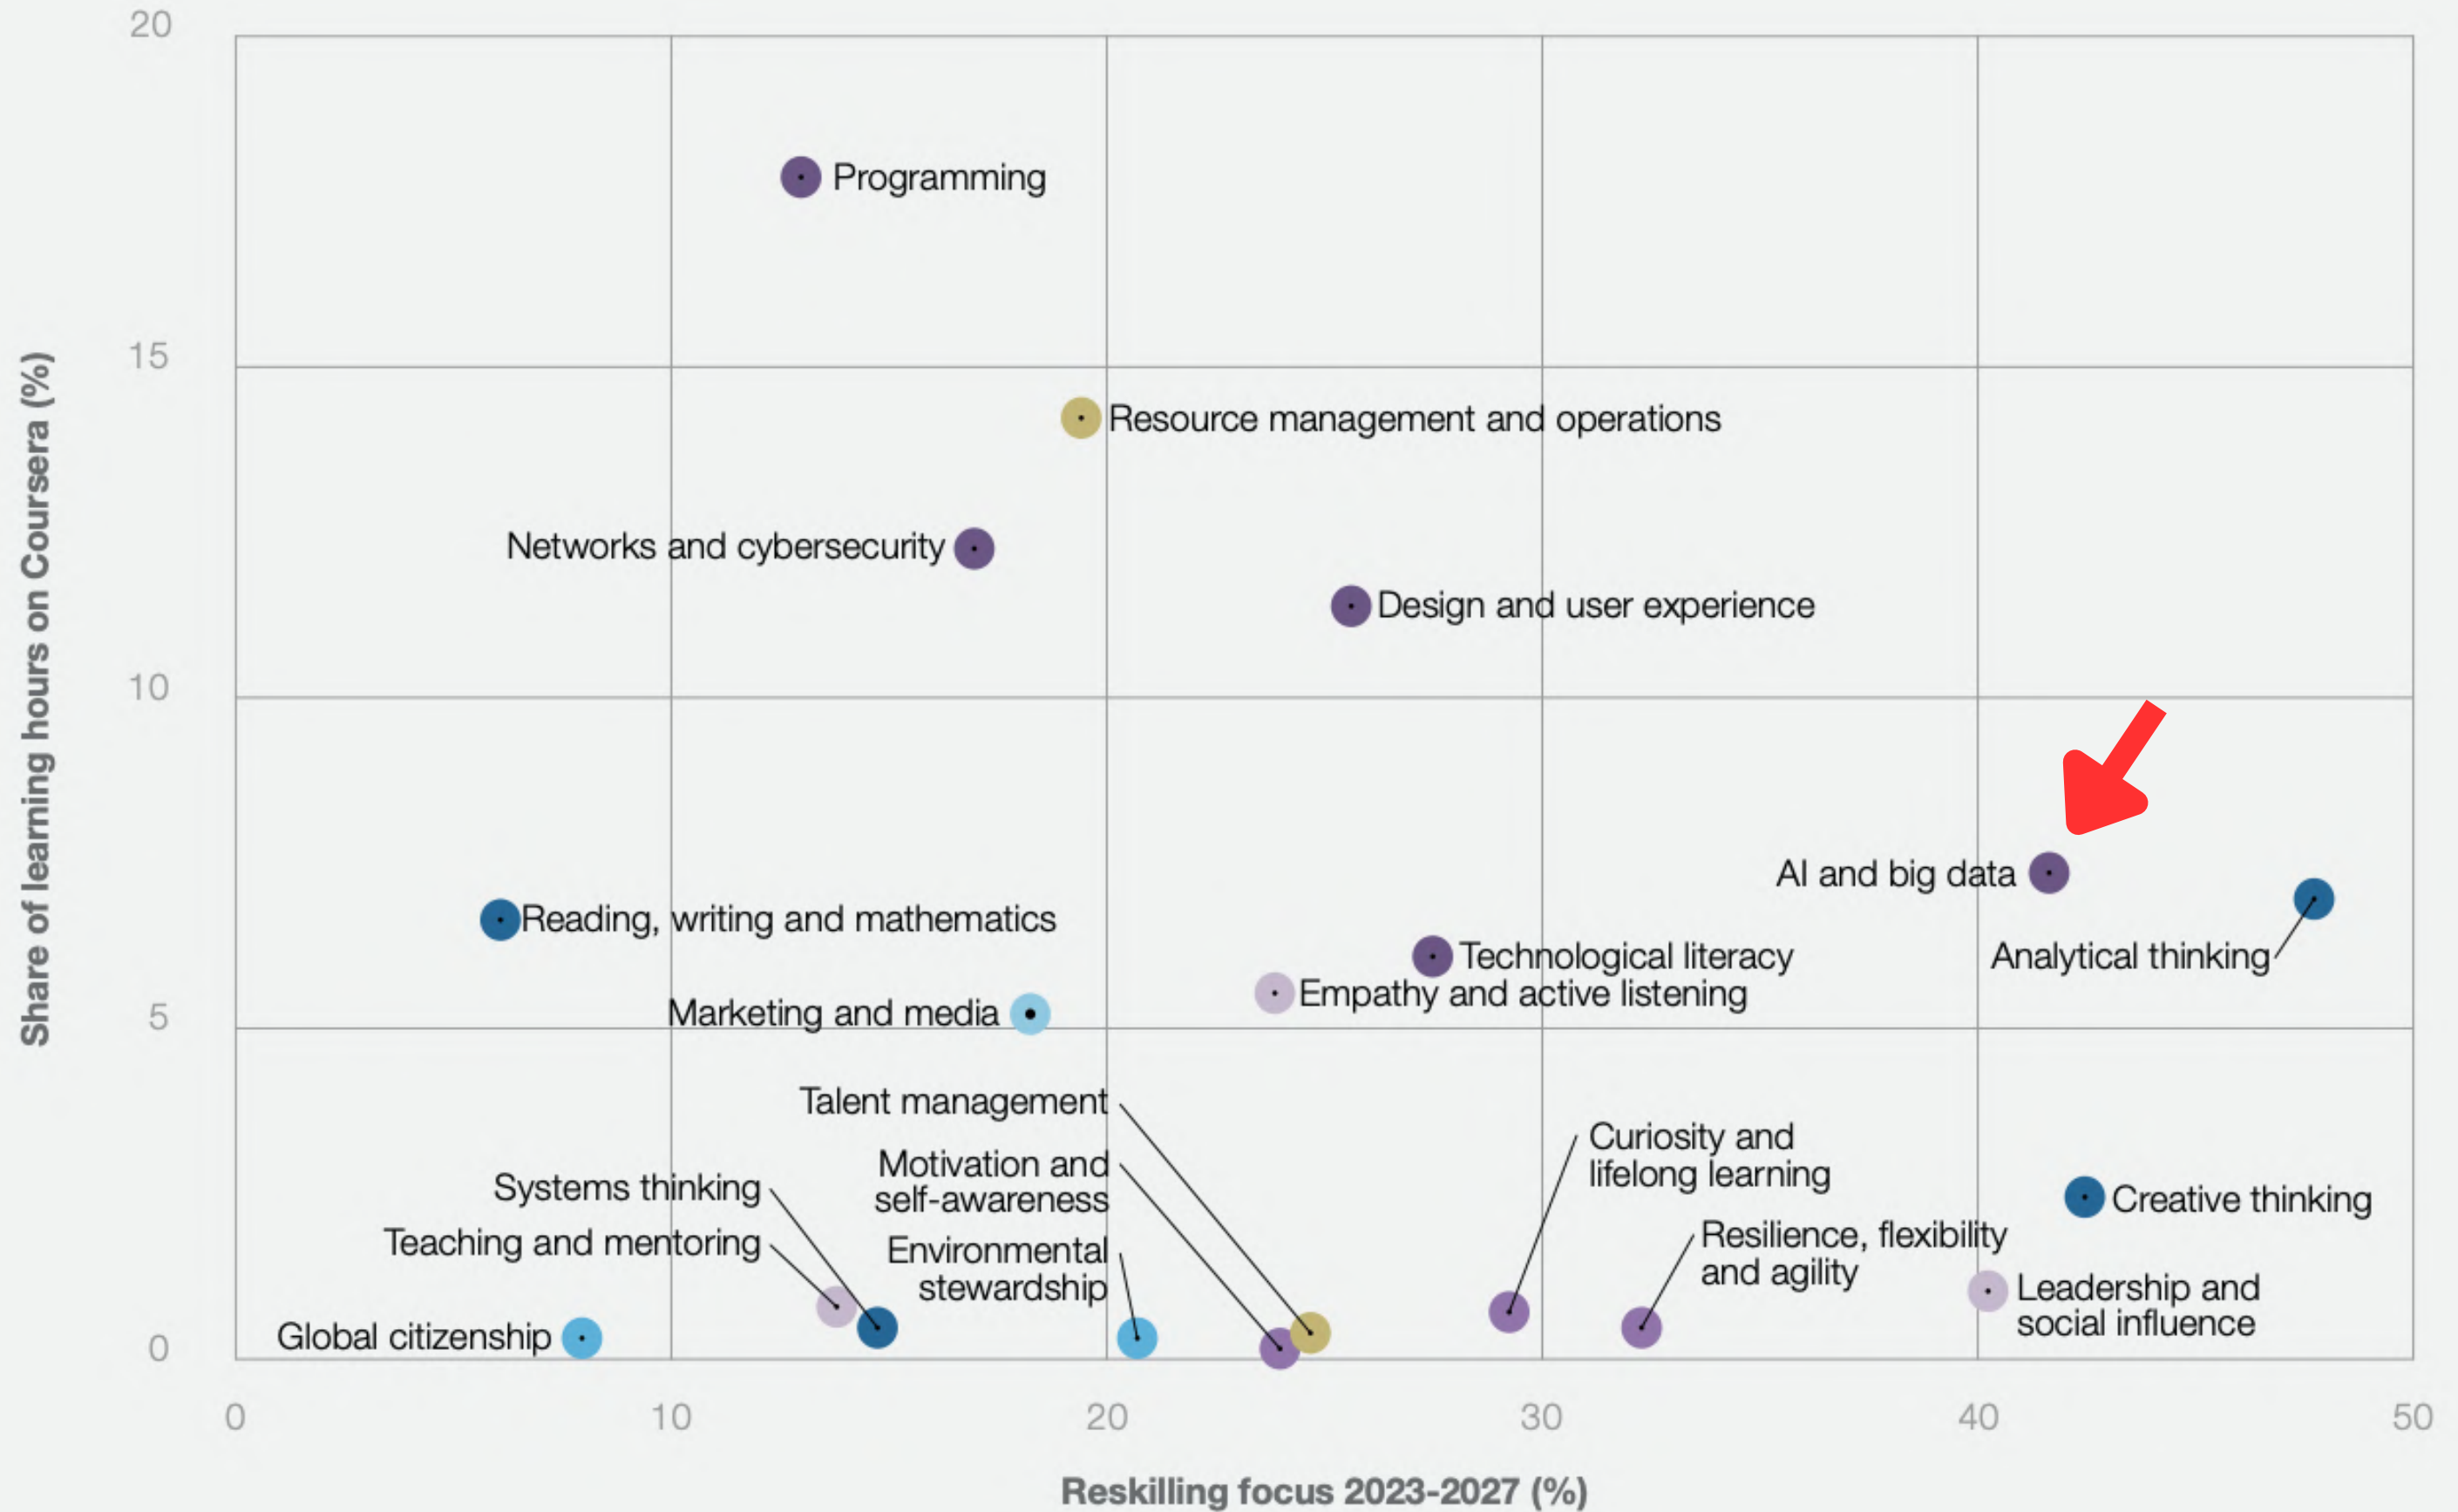 20
Programming
15
Resource management and operations
Networks and cybersecurity
Design and user experience
Share of learning hours on Coursera (%)
10
AI and big data
Reading, writing and mathematics
Technological literacy
Analytical thinking
Empathy and active listening
Marketing and media
5
Talent management
Curiosity and
lifelong learning
Motivation and
self-awareness
Systems thinking
Creative thinking
Teaching and mentoring
Resilience, flexibility
and agility
Environmental
stewardship
Leadership and
social influence
Global citizenship
0
0 10 20 30 40 50
Reskilling focus 2023-2027 (%)